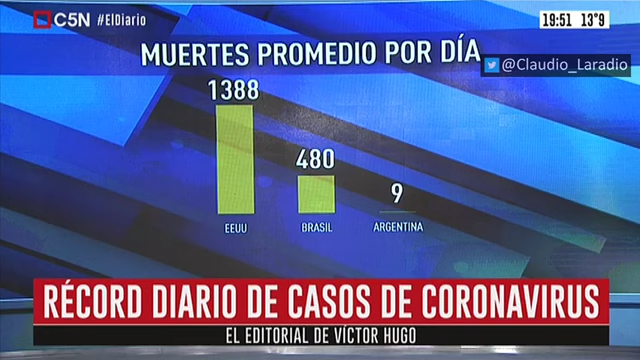 C5N #ElDiario
19:51 13°9
MUERTES PROMEDIO POR DÍA
@Claudio_Laradio
1388
480
9
EEUU BRASIL ARGENTINA
RÉCORD DIARIO DE CASOS DE CORONAVIRUS
EL EDITORIAL DE VÍCTOR HUGO